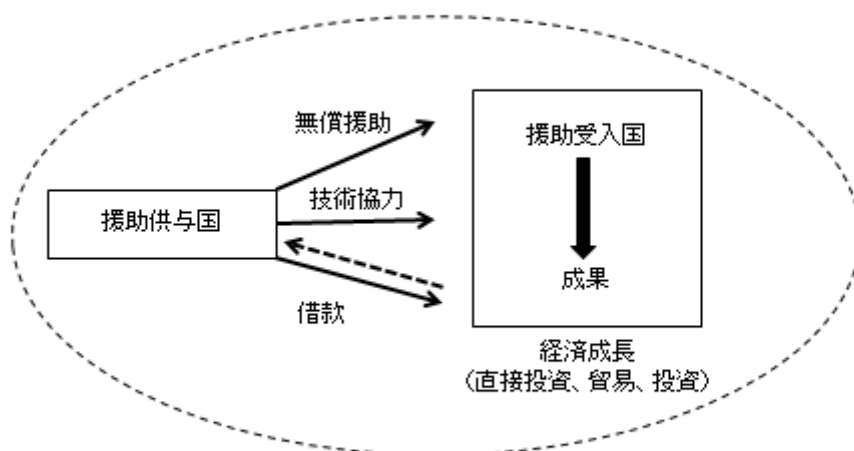 無償援助
援助受入国
技術協力
援助供与国
成果
借款
経済成長
(直接投資、貿易、投資)